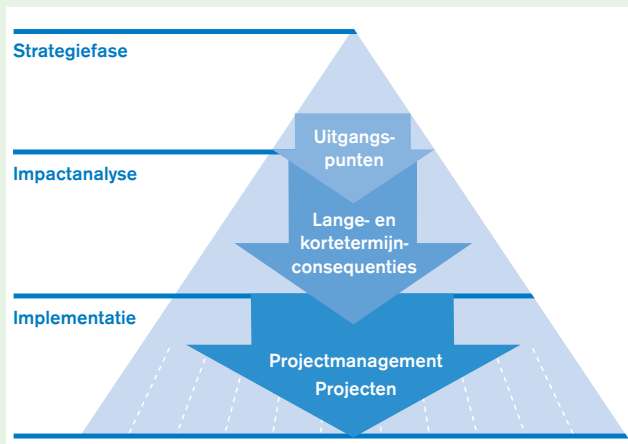 Strategiefase
Uitgangs-
punten
Impactanalyse
Lange- en
kortetermijn-
consequenties
Implementatie
Projectmanagement
Projecten